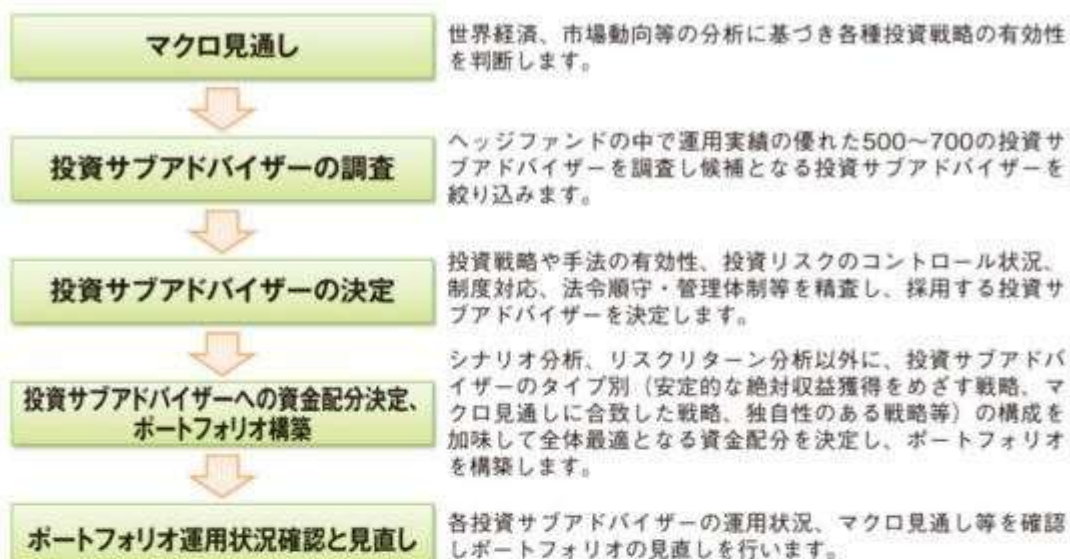 マクロ見通し
世界経済、市場動向等の分析に基づき各種投資戦略の有効性
を判断します。
投資サブアドバイザーの調査
ヘッジファンドの中で運用実績の優れた500〜700の投資サ
ブアドバイザーを調査し候補となる投資サブアドバイザーを
絞り込みます。
投資サブアドバイザーの決定
投資戦略や手法の有効性、投資リスクのコントロール状況、
制度対応、法令順守・管理体制等を精査し、採用する投資サ
ブアドバイザーを決定します。
投資サブアドバイザーへの資金配分決定、
ポートフォリオ構築
シナリオ分析、リスクリターン分析以外に、投資サブアドバ
イザーのタイプ別（安定的な絶対収益獲得をめざす戦略、マ
クロ見通しに合致した戦略、独自性のある戦略等）の構成を
加味して全体最適となる資金配分を決定し、ポートフォリオ
を構築します。
ポートフォリオ運用状況確認と見直し
各投資サブアドバイザーの運用状況、マクロ見通し等を確認
しポートフォリオの見直しを行います。